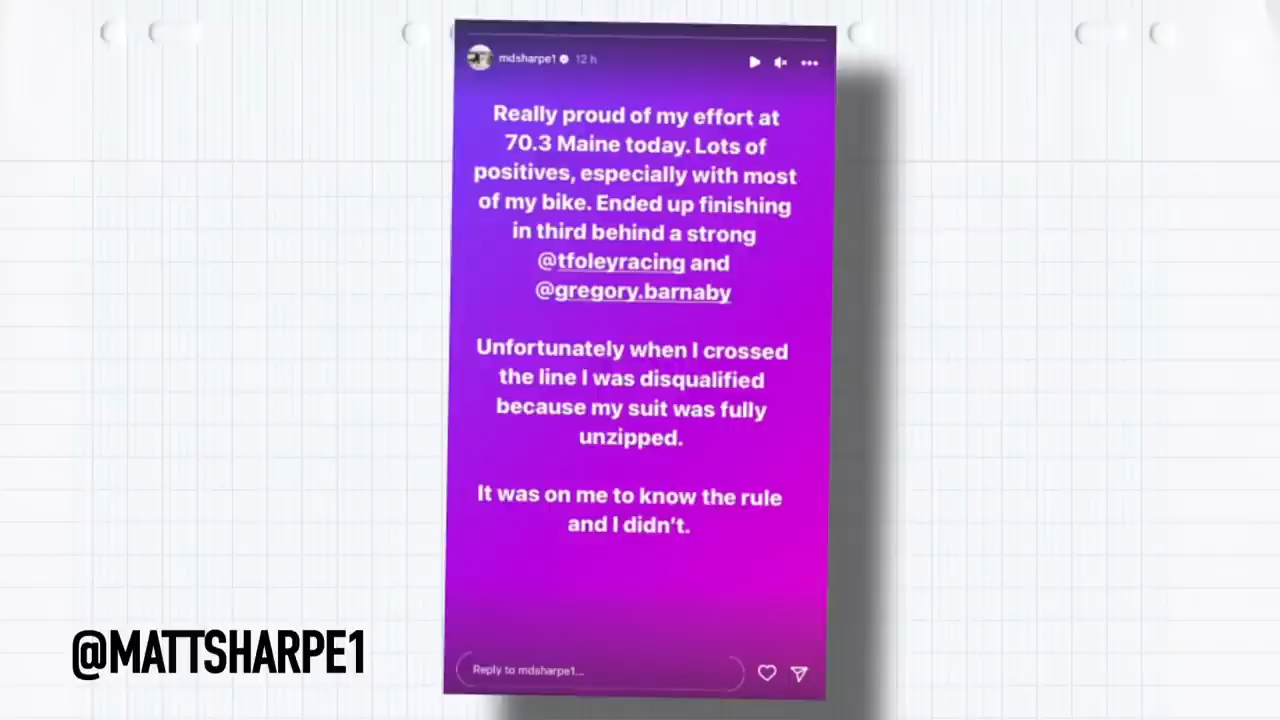 mdsharpe1 12 h
Really proud of my effort at
70.3 Maine today. Lots of
positives, especially with most
of my bike. Ended up finishing
in third behind a strong
@tfoleyracing and
@gregory.barnaby
Unfortunately when I crossed
the line I was disqualified
because my suit was fully
unzipped.
It was on me to know the rule
and I didn't.
Reply to mdsharpe1...
@MATTSHARPE1